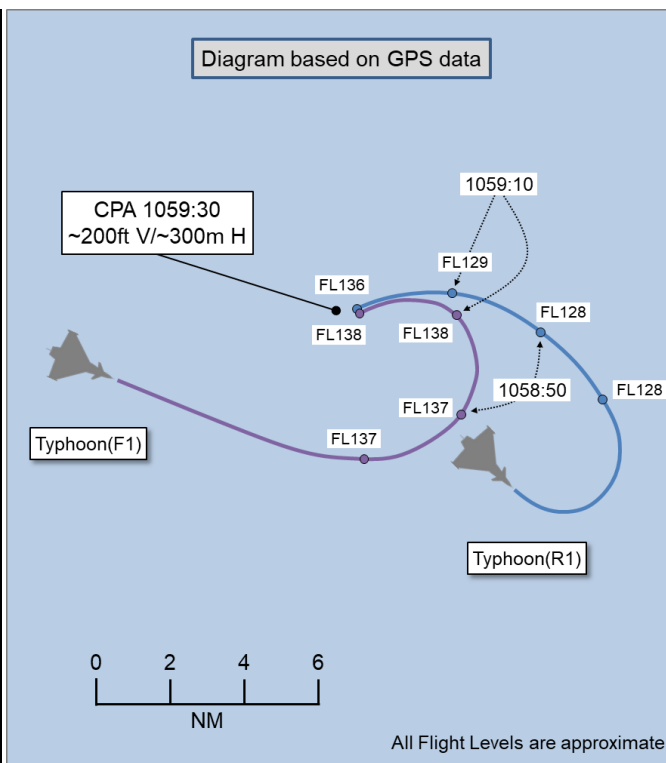 Diagram based on GPS data
1059:10
CPA 1059:30
~200ft V/~300m H
FL129
FL136
FL128
FL138
FL138
1058:50
FL128
FL137
FL137
Typhoon(F1)
Typhoon(R1)
0 2 4 6
NM
All Flight Levels are approximate